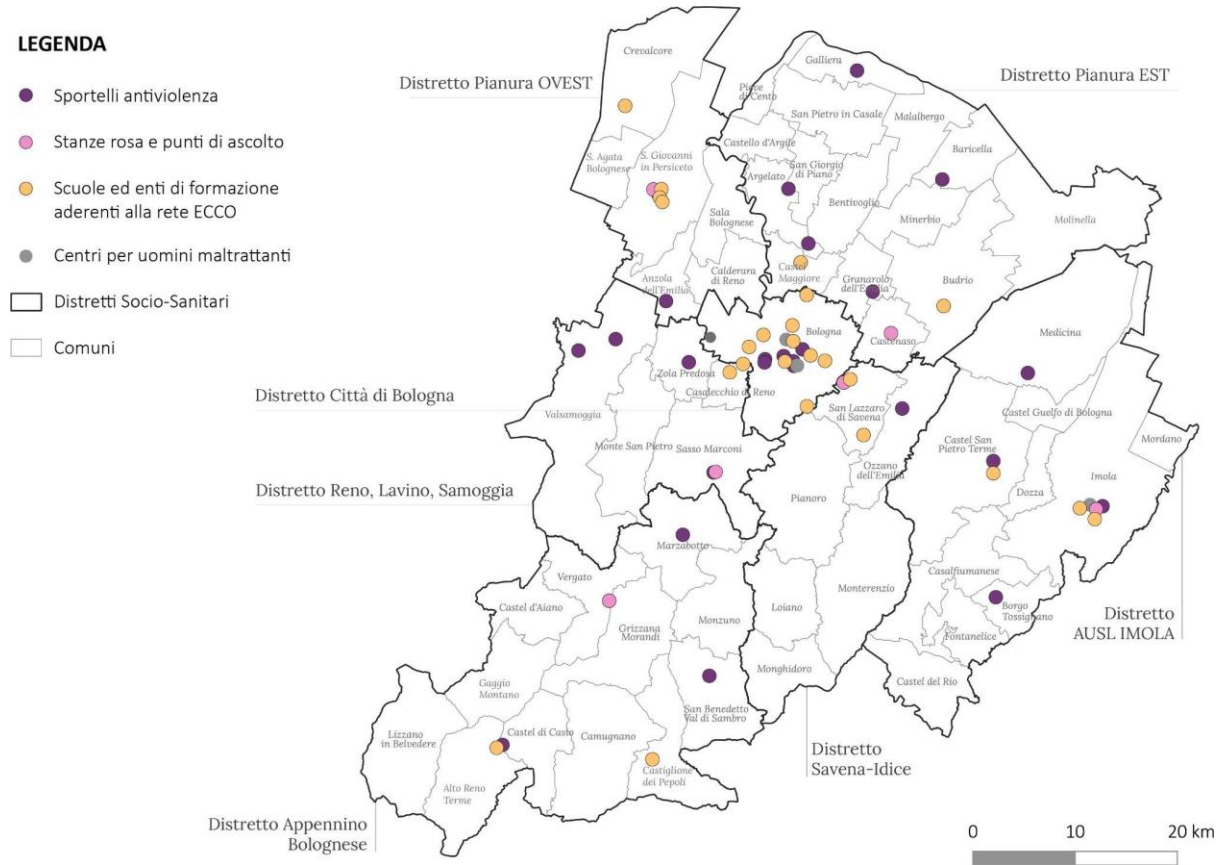 LEGENDA
Sportelli antiviolenza
Stanze rosa e punti di ascolto
Scuole ed enti di formazione
aderenti alla rete ECCO
Centri per uomini maltrattanti
Distretti Socio-Sanitari
Comuni
Distretto Pianura OVEST
Distretto Pianura EST
Distretto Città di Bologna
Distretto Reno, Lavino, Samoggia
Distretto Appennino
Bolognese
Distretto
Savena-Idice
Distretto
AUSL IMOLA
Crevalcore
S. Agata
Bolognese
S. Giovanni
in Persiceto
Sala
Bolognese
Calderara
di Reno
Anzola
dell'Emilia
Galliera
Pieve
di Cento
San Pietro in Casale
Malalbergo
Castello d'Argile
San Giorgio
di Piano
Argelato
Baricella
Bentivoglio
Minerbio
Molinella
Castel
Maggiore
Granarolo
dell'Emilia
Budrio
Castenaso
Bologna
Medicina
Zola Predosa
Casalecchio di Reno
Valsamoggia
Monte San Pietro
Sasso Marconi
San Lazzaro
di Savena
Ozzano
dell'Emilia
Pianoro
Castel Guelfo di Bologna
Castel San
Pietro Terme
Mordano
Imola
Dozza
Casalfiumanese
Borgo
Tossignano
Fontanelice
Castel del Rio
Monterenzio
Loiano
Monghidoro
Marzabotto
Vergato
Castel d'Aiano
Grizzana
Morandi
Monzuno
Gaggio
Montano
San Benedetto
Val di Sambro
Lizzano
in Belvedere
Castel di Casio
Camugnano
Castiglione
dei Pepoli
Alto Reno
Terme
0 10 20 km